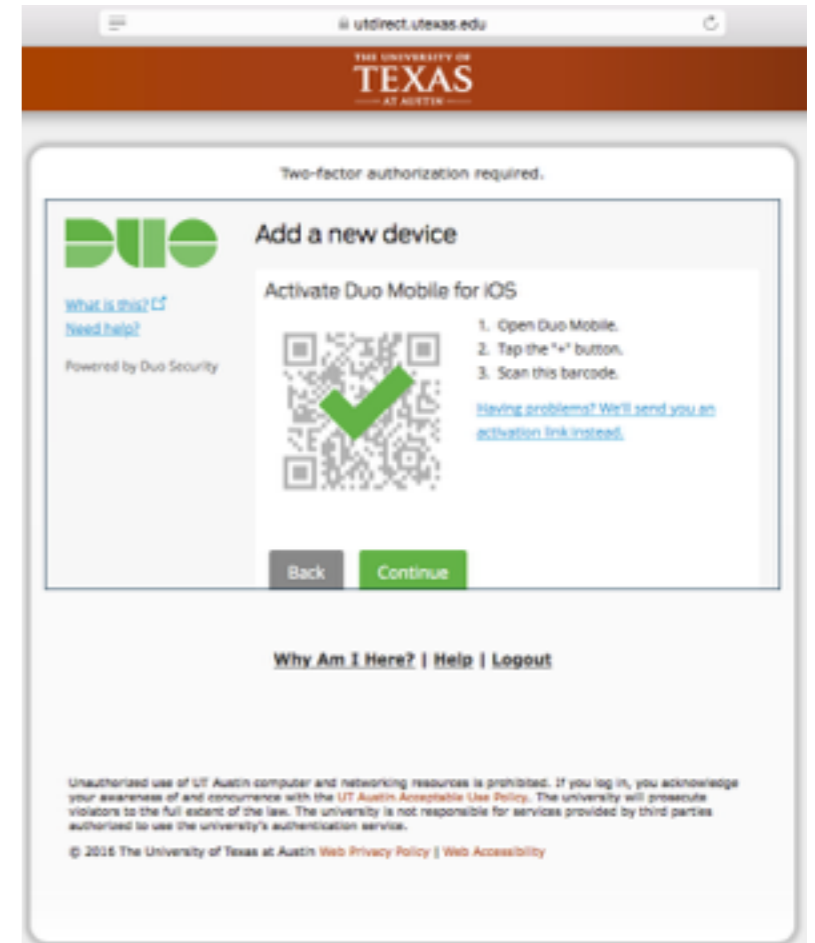 utdirect.utexas.edu
THE UNIVERSITY OF
TEXAS
AT AUSTIN
Two-factor authorization required.
DUO
What is this?
Need help?
Powered by Duo Security
Add a new device
Activate Duo Mobile for iOS
1. Open Duo Mobile.
2. Tap the "+" button.
3. Scan this barcode.
Having problems? We'll send you an
activation link instead.
Back
Continue
Why Am I Here? | Help | Logout
Unauthorized use of UT Austin computer and networking resources is prohibited. If you log in, you acknowledge
your awareness of and concurrence with the UT Austin Acceptable Use Policy. The university will prosecute
violators to the full extent of the law. The university is not responsible for services provided by third parties
authorized to use the university's authentication service.
© 2016 The University of Texas at Austin Web Privacy Policy | Web Accessibility